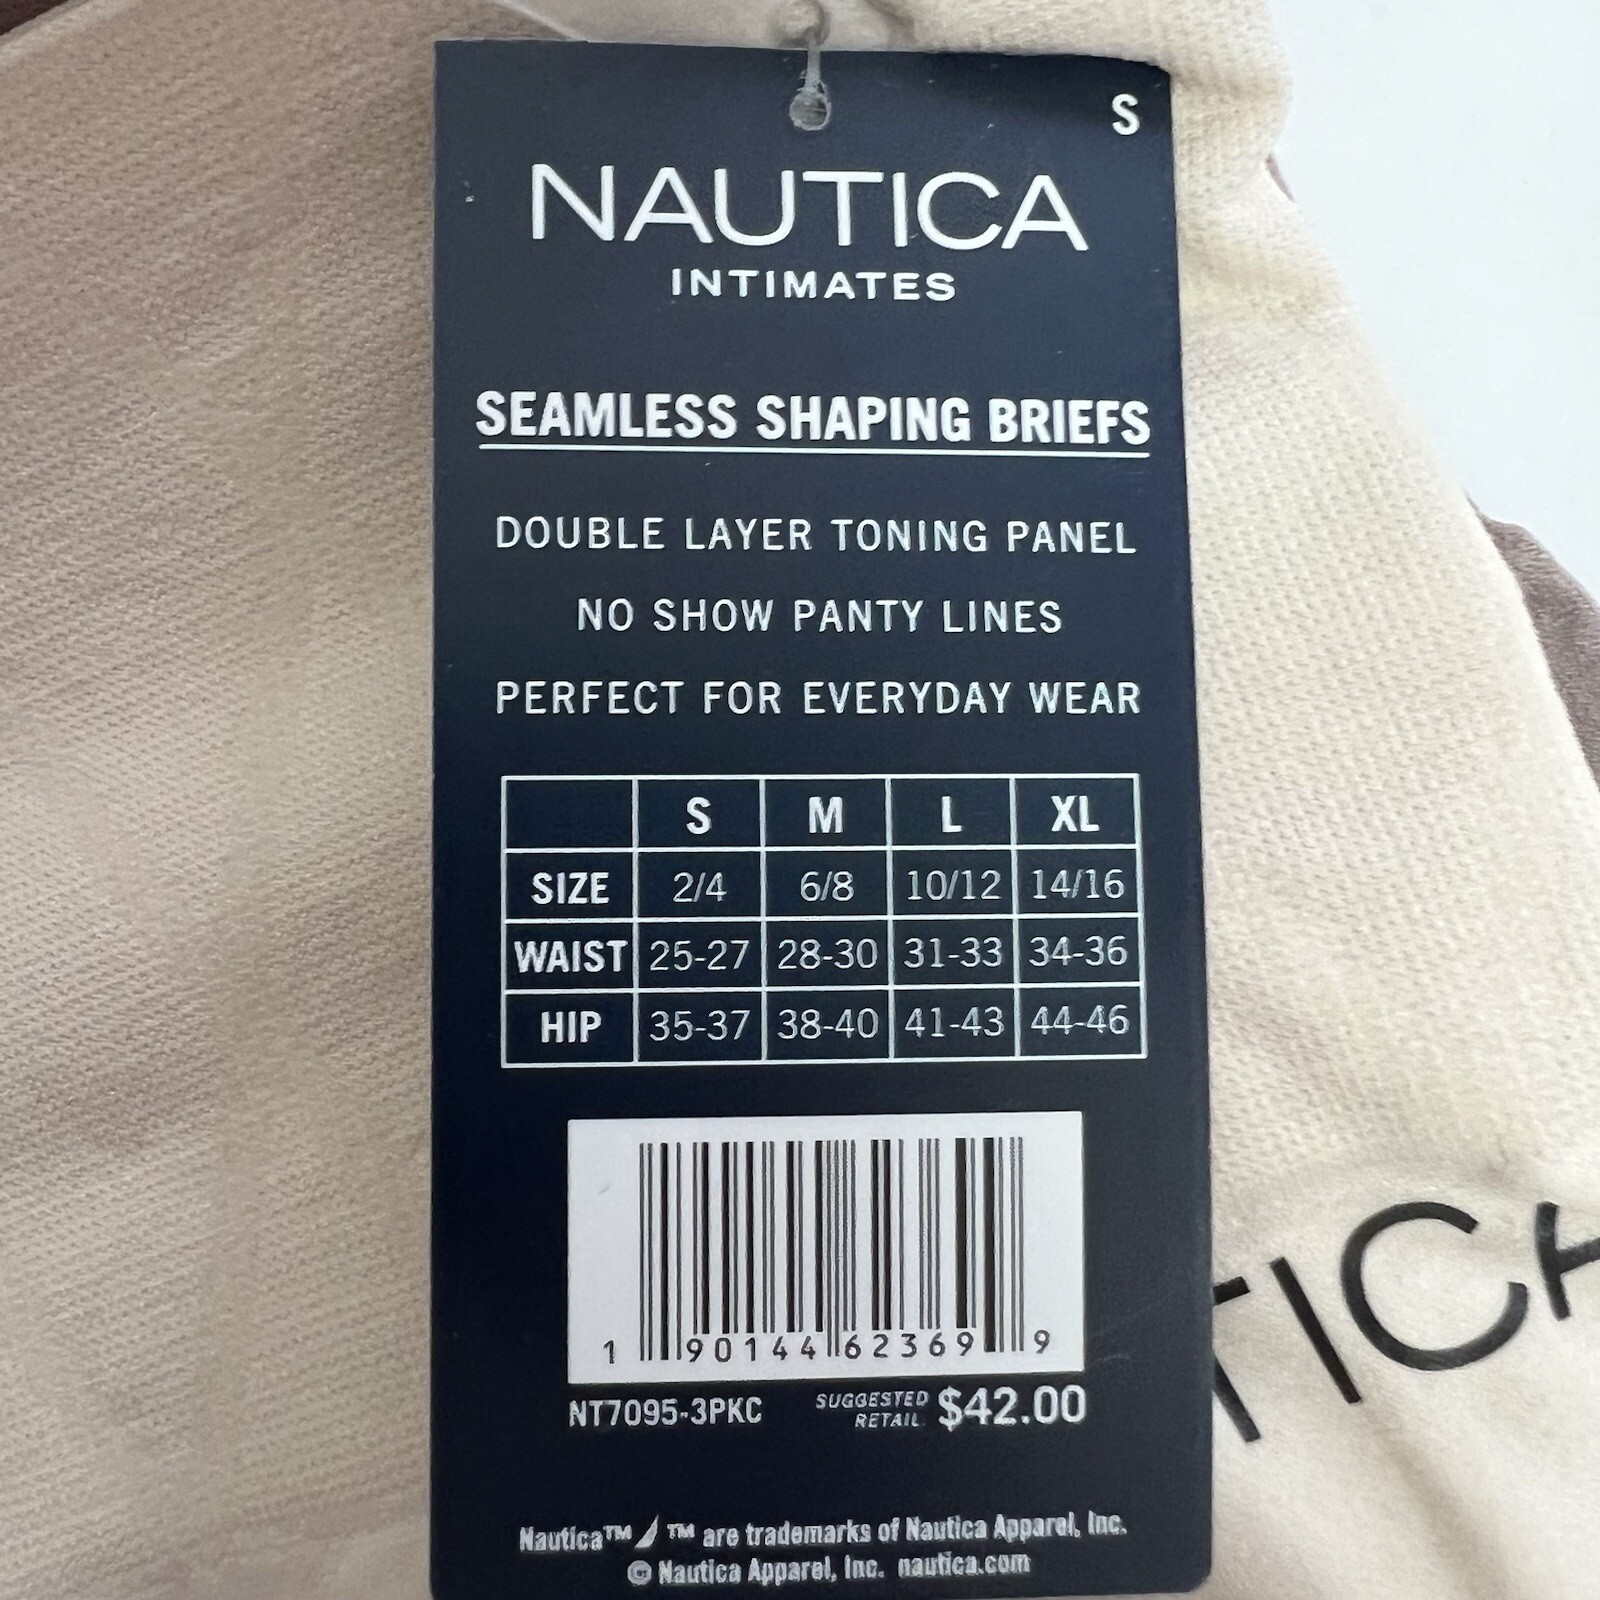 S
NAUTICA
INTIMATES
SEAMLESS SHAPING BRIEFS
DOUBLE LAYER TONING PANEL
NO SHOW PANTY LINES
PERFECT FOR EVERYDAY WEAR
S M L XL
SIZE 2/4 6/8 10/12 14/16
WAIST 25-27 28-30 31-33 34-36
HIP 35-37 38-40 41-43 44-46
TIC
1 90144 62369 9
NT7095-3PKC SUGGESTED RETAIL $42.00
Nautica™ ™ are trademarks of Nautica Apparel, Inc.
© Nautica Apparel, Inc. nautica.com